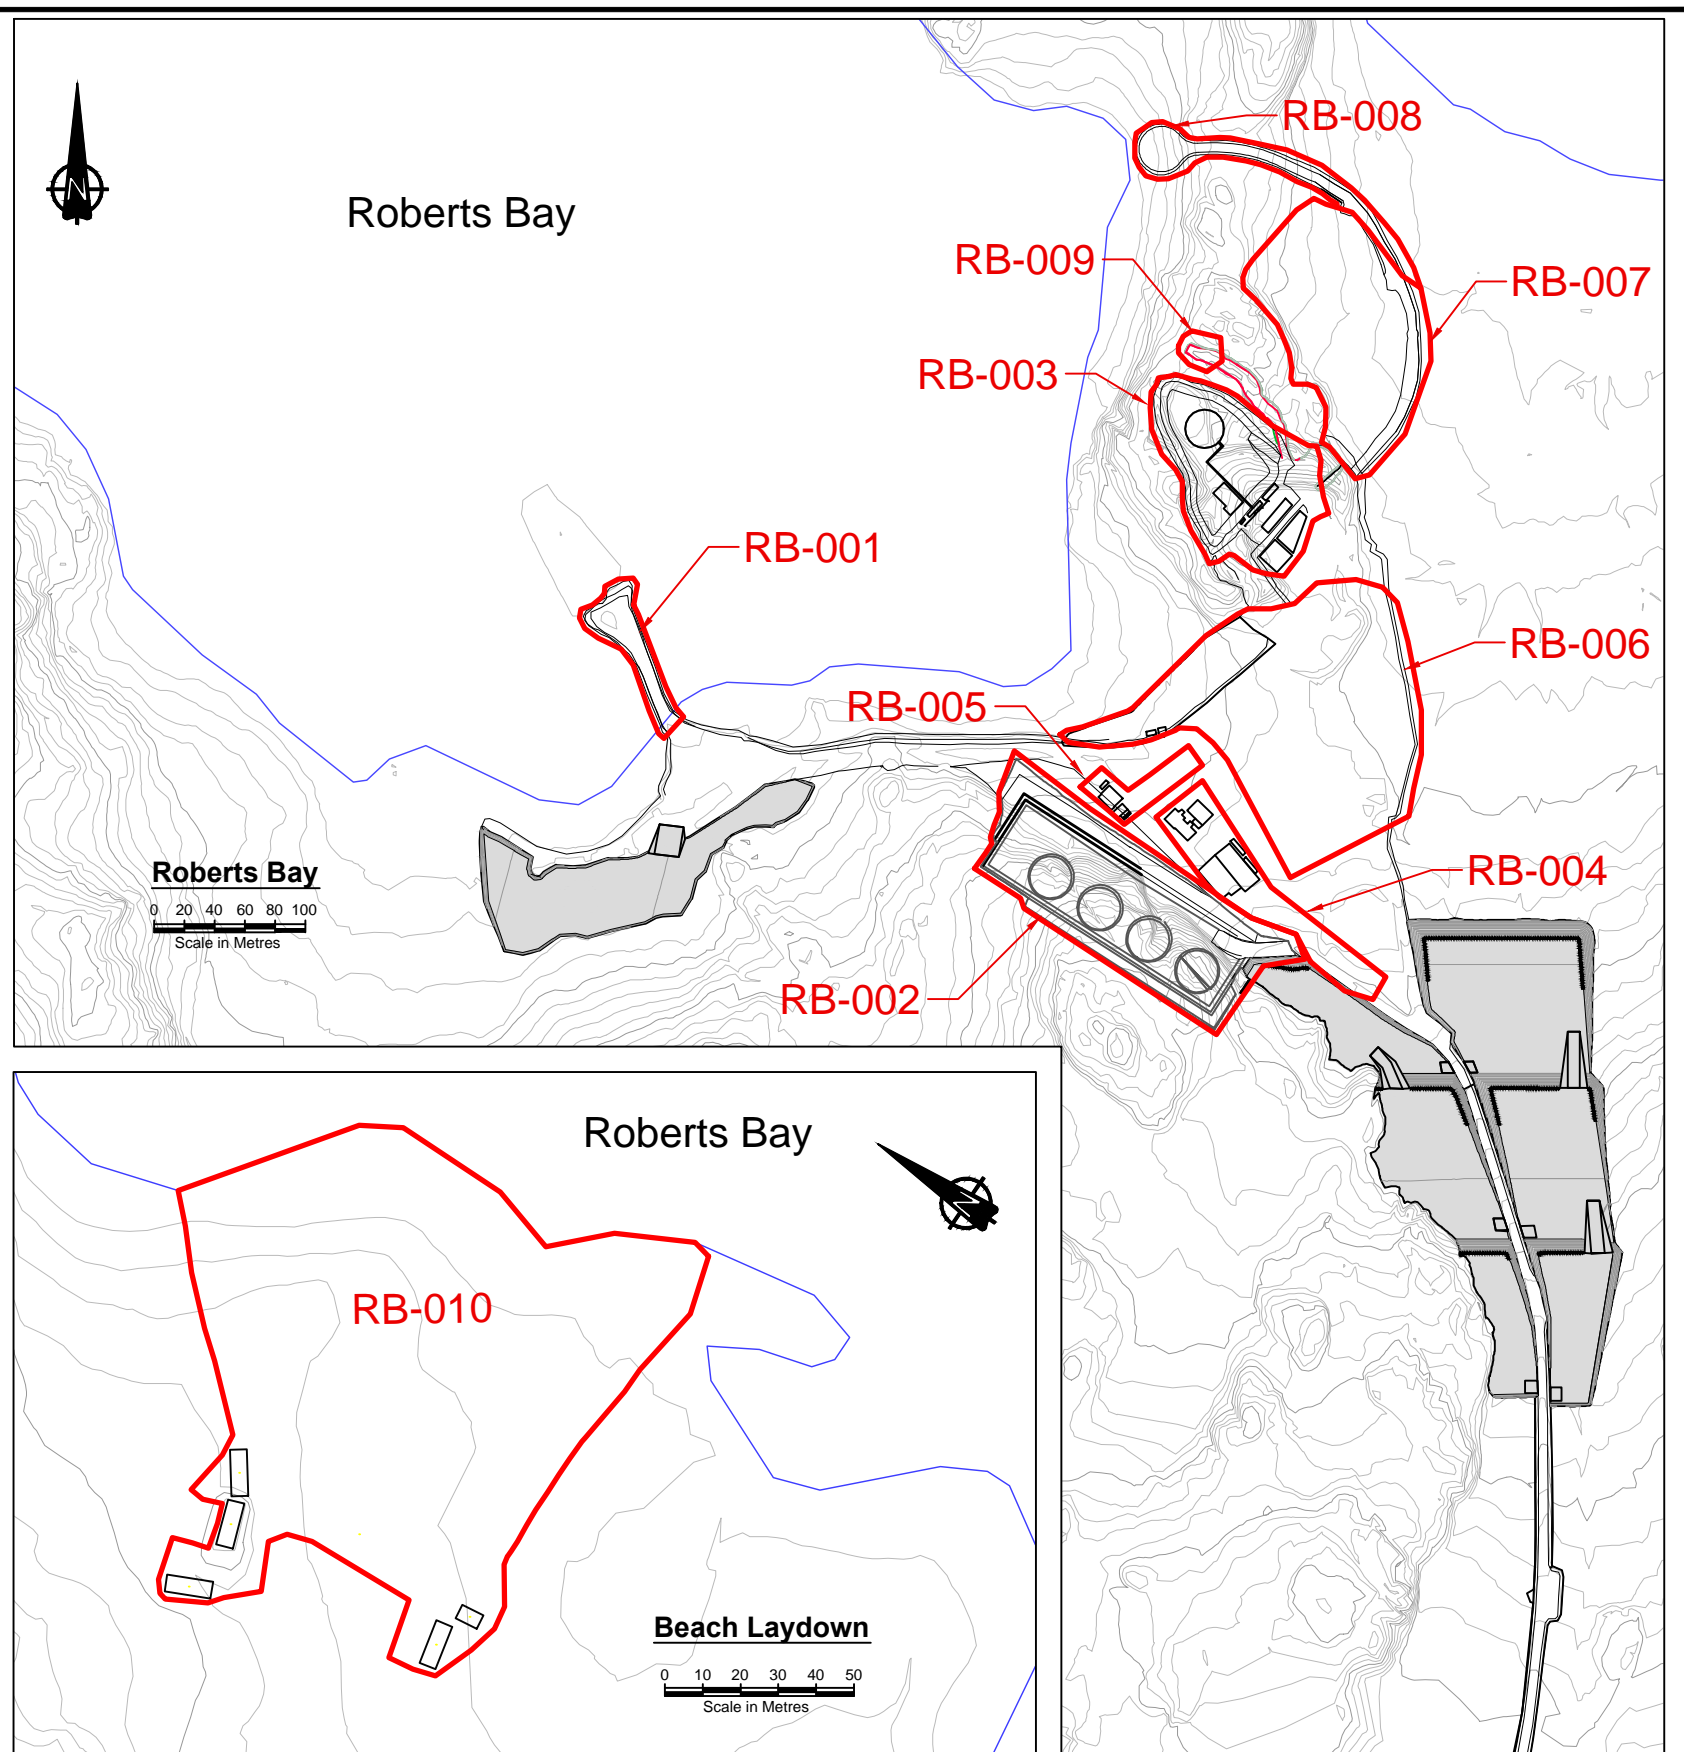 RB-008
N
Roberts Bay
RB-009
RB-007
RB-003
RB-001
RB-006
RB-005
Roberts Bay
0 20 40 60 80 100
Scale in Metres
RB-004
RB-002
Roberts Bay
N
RB-010
Beach Laydown
0 10 20 30 40 50
Scale in Metres